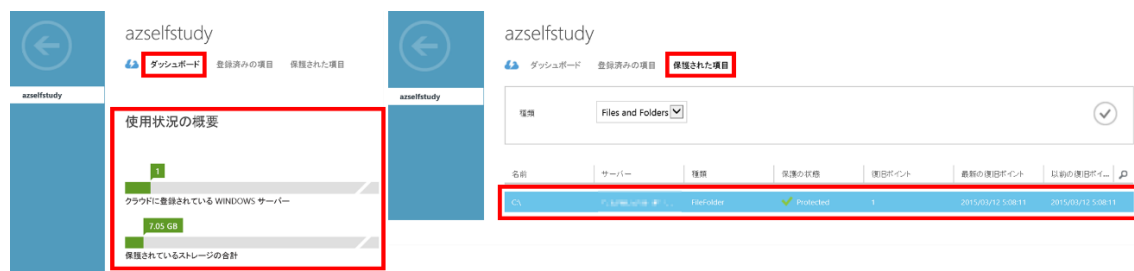 azselfstudy
ダッシュボード 登録済みの項目 保護された項目
azselfstudy
使用状況の概要
1
クラウドに登録されている WINDOWS サーバー
7.05 GB
保護されているストレージの合計
azselfstudy
ダッシュボード 登録済みの項目 保護された項目
azselfstudy
種類 Files and Folders
名前 サーバー 種類 保護の状態 復旧ポイント 最新の復旧ポイント 以前の復旧ポイ...
C:\ FileFolder Protected 1 2015/03/12 5:08:11 2015/03/12 5:08:11